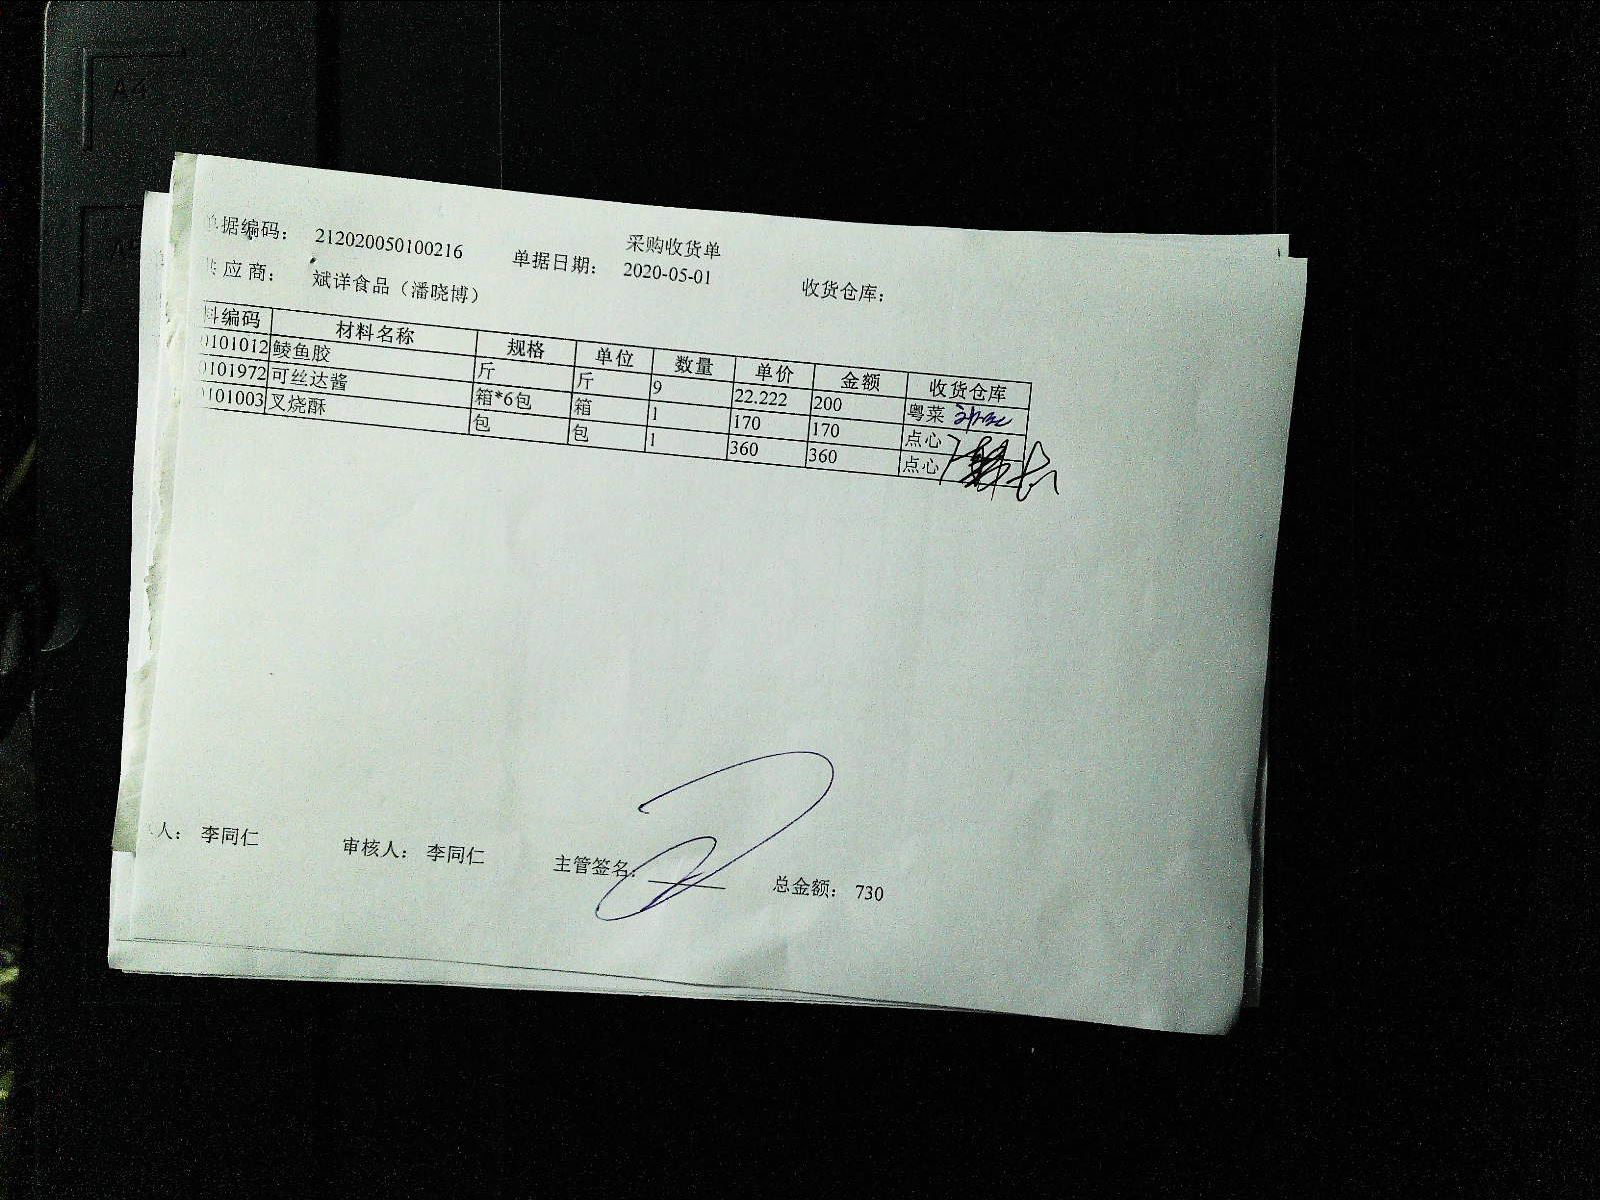 采购收货单
单据编码： 212020050100216 单据日期： 2020-05-01 收货仓库：
供应商： 斌详食品（潘晓博）
料编码 材料名称 规格 单位 数量 单价 金额 收货仓库
0101012 鲮鱼胶 斤 斤 9 22.222 200 粤菜
0101972 可丝达酱 箱*6包 箱 1 170 170 点心
0101003 叉烧酥 包 包 1 360 360 点心
人： 李同仁 审核人： 李同仁 主管签名： 总金额： 730